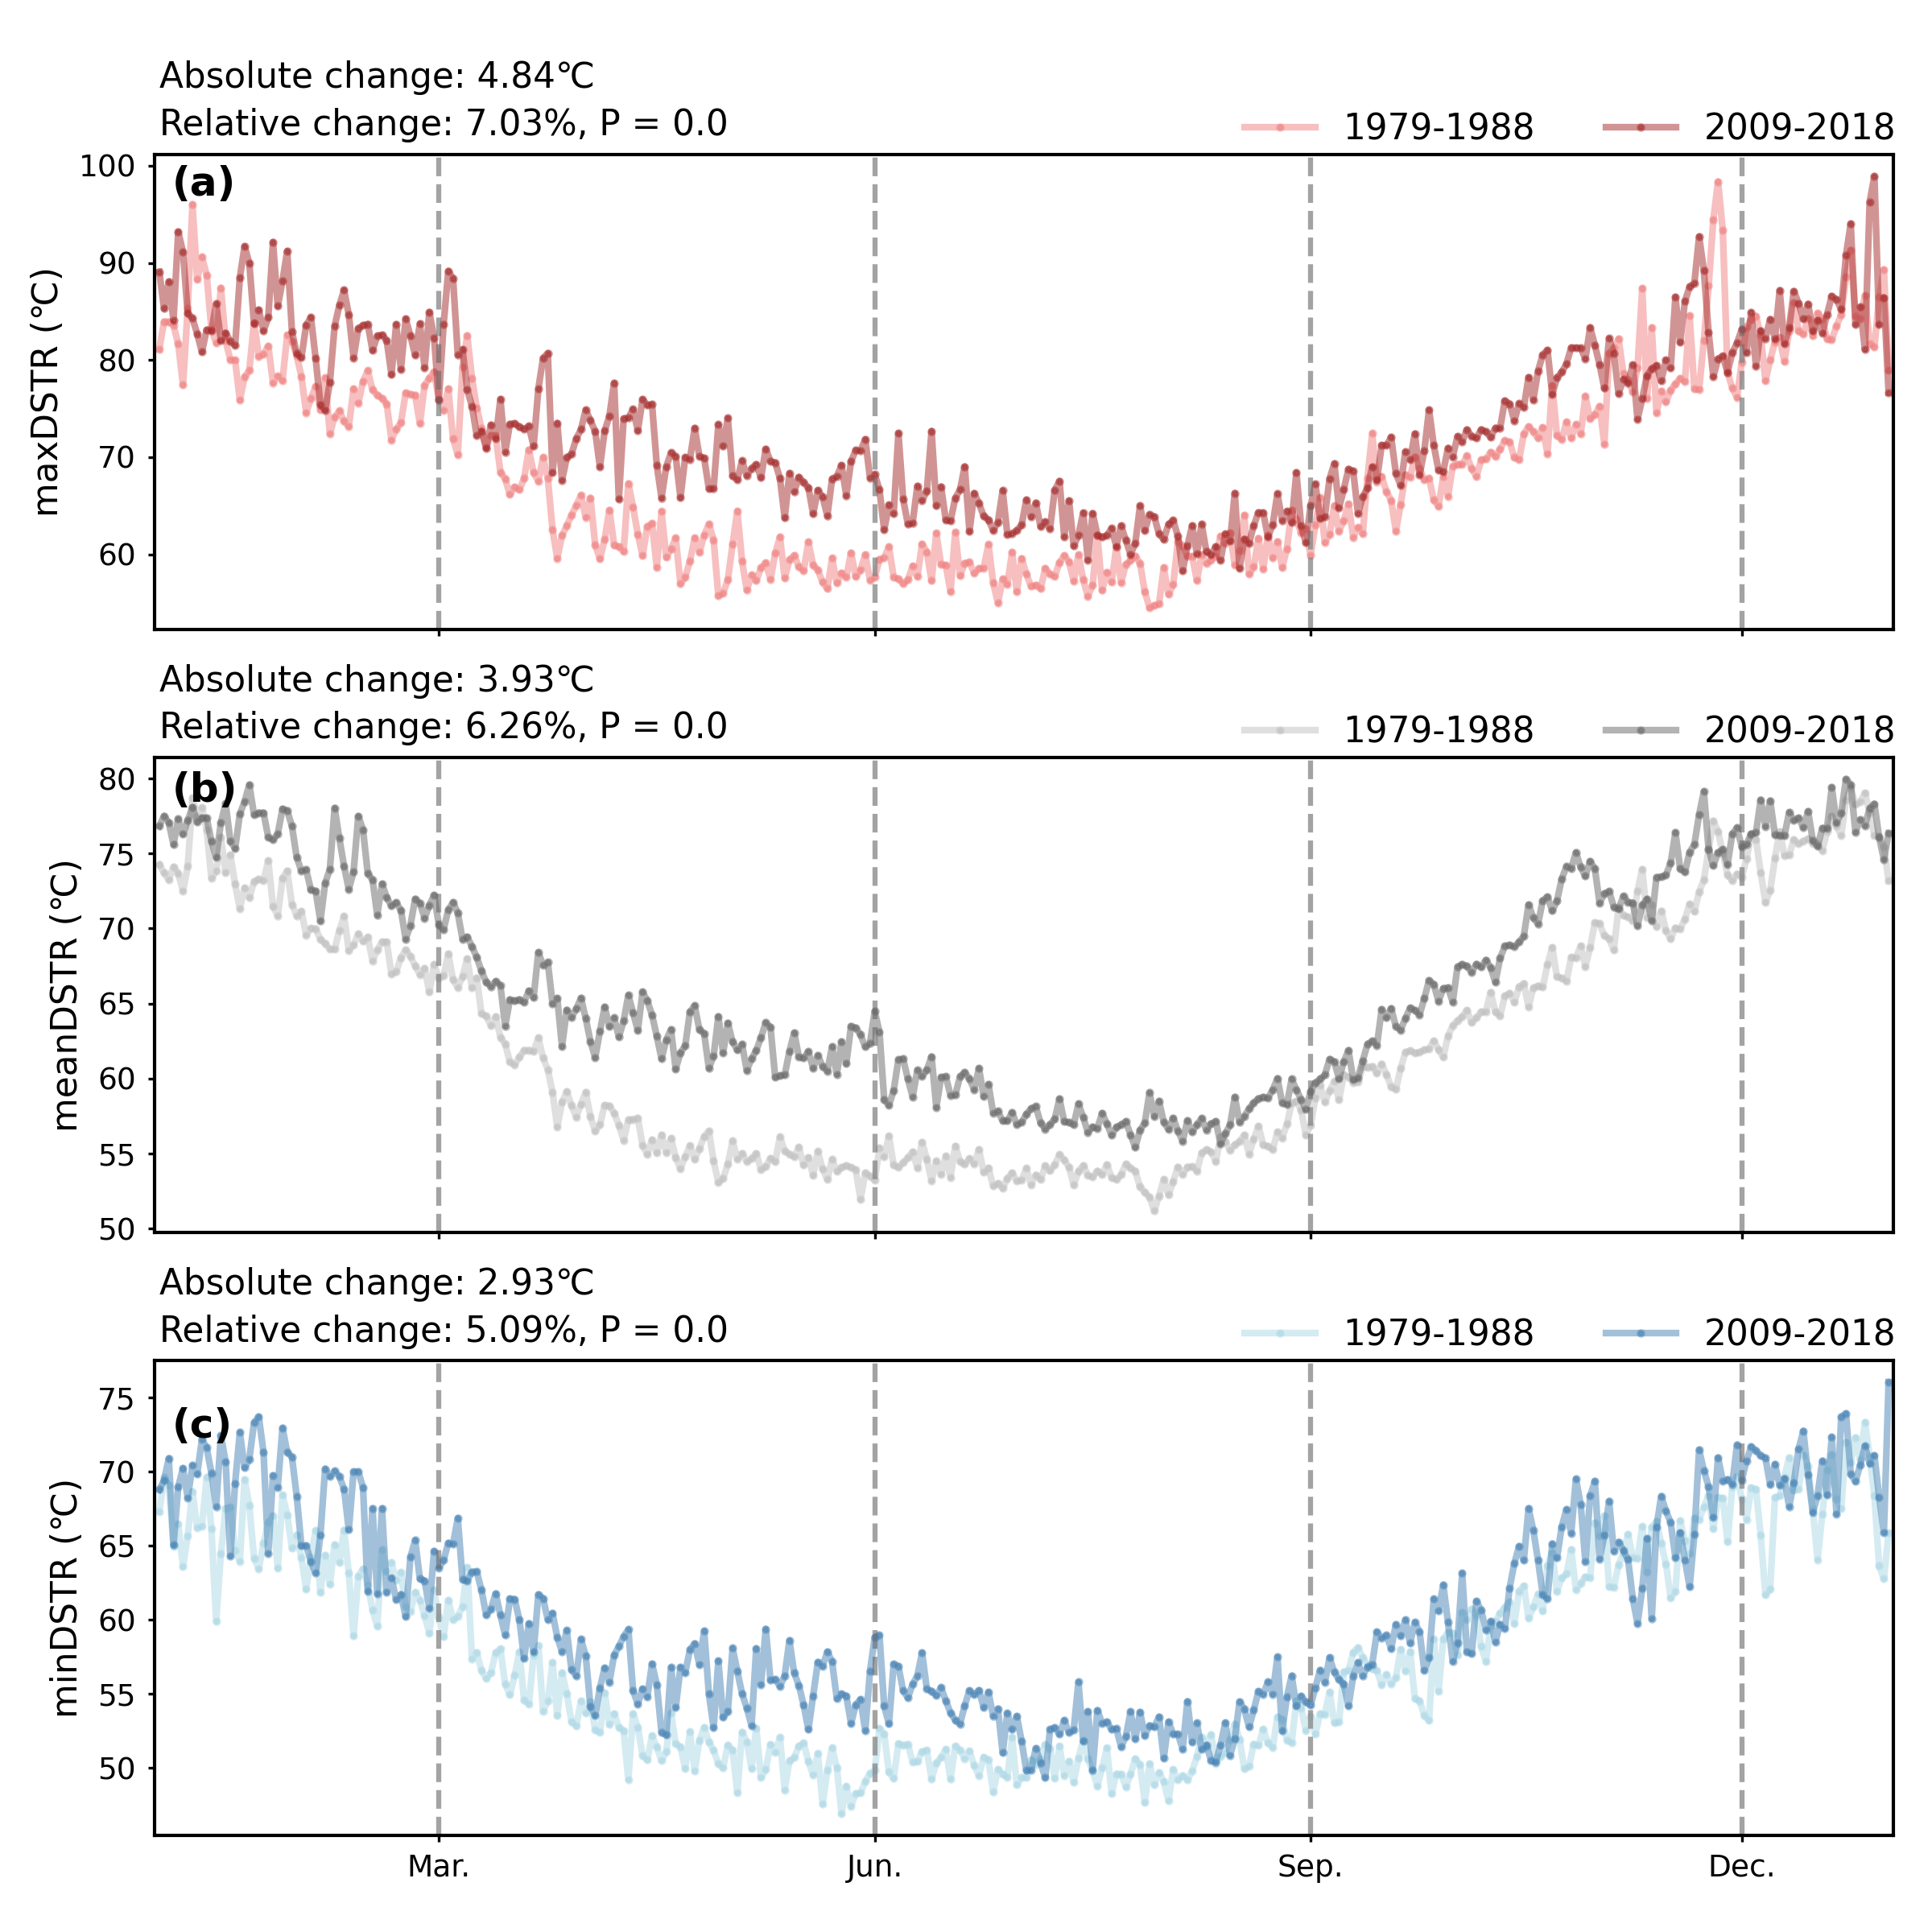 Absolute change: 4.84℃
Relative change: 7.03%, P = 0.0
1979-1988 2009-2018
(a)
100
90
80
70
60
maxDSTR (℃)
Absolute change: 3.93℃
Relative change: 6.26%, P = 0.0
1979-1988 2009-2018
(b)
80
75
70
65
60
55
50
meanDSTR (℃)
Absolute change: 2.93℃
Relative change: 5.09%, P = 0.0
1979-1988 2009-2018
(c)
75
70
65
60
55
50
minDSTR (℃)
Mar. Jun. Sep. Dec.